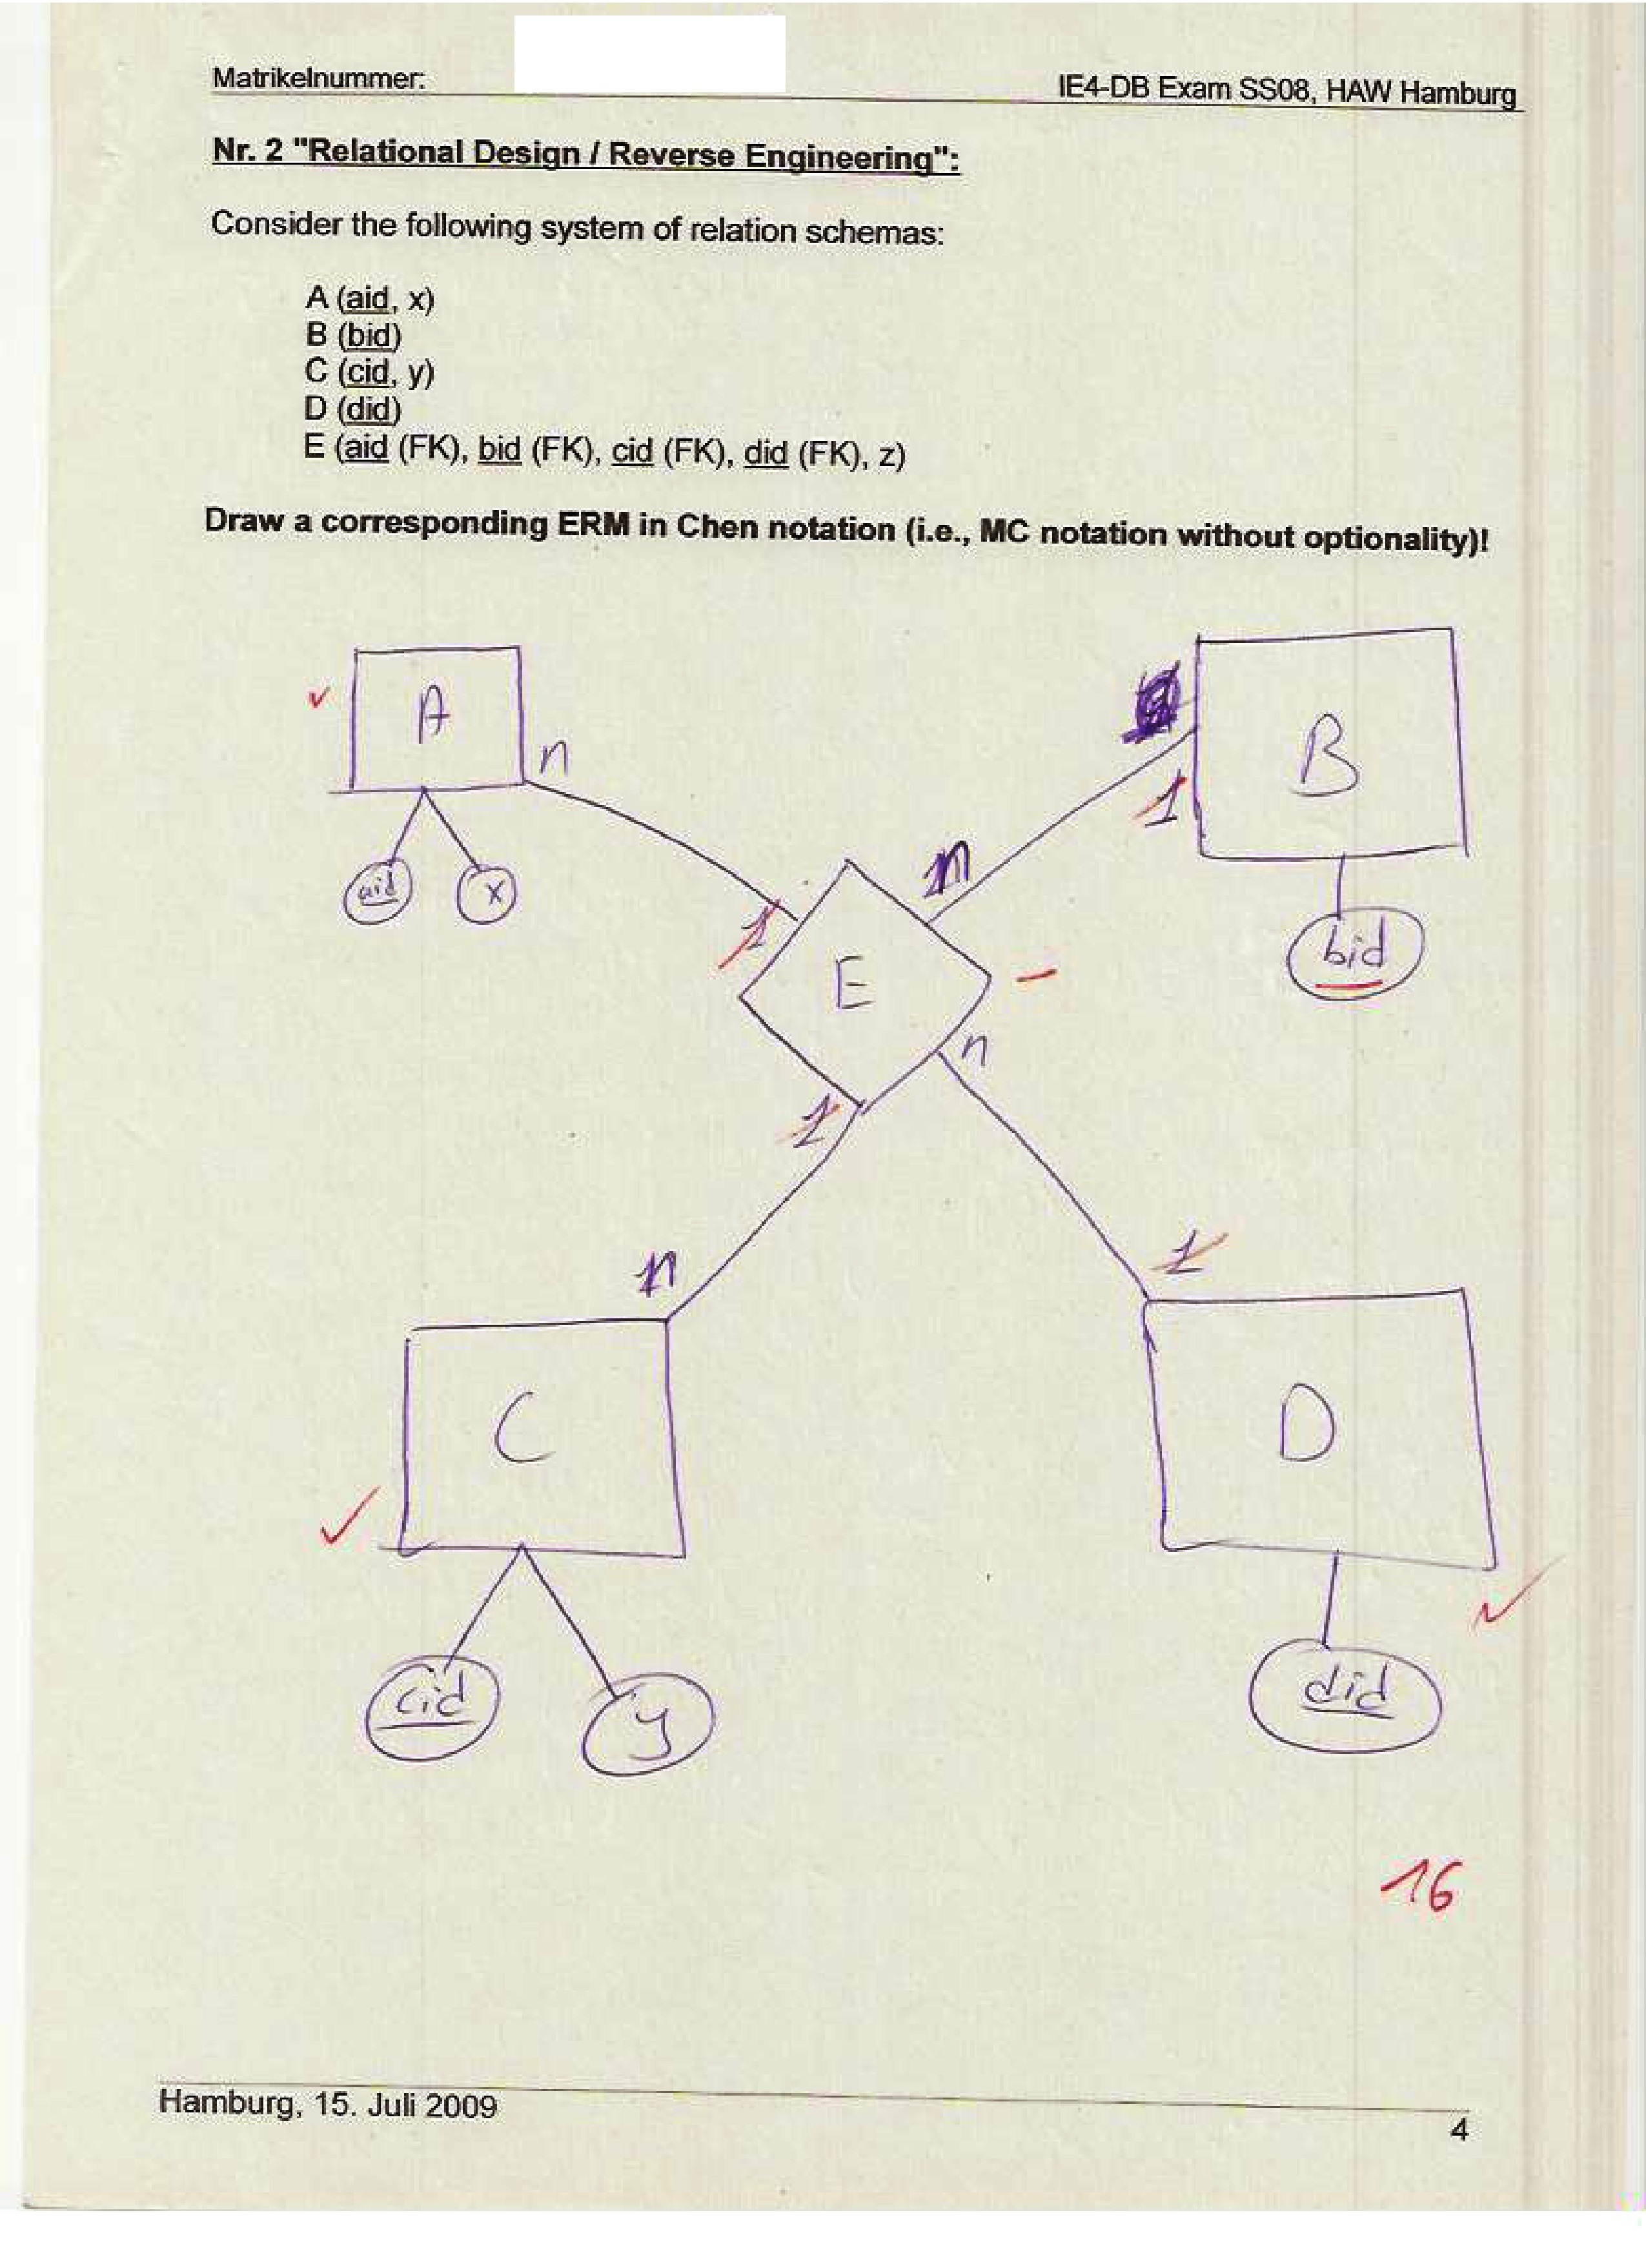 Matrikelnummer:
IE4-DB Exam SS08, HAW Hamburg
Nr. 2 "Relational Design / Reverse Engineering":
Consider the following system of relation schemas:
A (aid, x)
B (bid)
C (cid, y)
D (did)
E (aid (FK), bid (FK), cid (FK), did (FK), z)
Draw a corresponding ERM in Chen notation (i.e., MC notation without optionality)!
A
n
B
1
aid
x
n
1
E
bid
n
1
n
1
C
D
cid
y
did
16
Hamburg, 15. Juli 2009
4